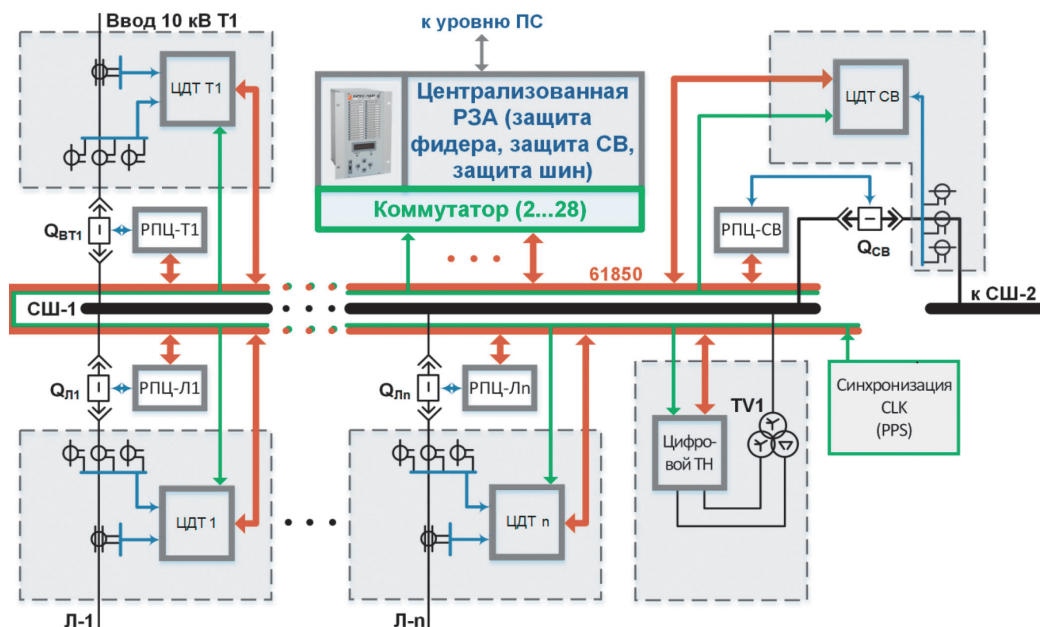 Ввод 10 кВ Т1
к уровню ПС
ЦДТ Т1
Централизованная
РЗА (защита
фидера, защита СВ,
защита шин)
Коммутатор (2...28)
ЦДТ СВ
QВТ1
РПЦ-Т1
РПЦ-СВ
QСВ
61850
СШ-1
к СШ-2
QЛ1
РПЦ-Л1
QЛn
РПЦ-Лn
TV1
Синхронизация
CLK
(PPS)
Цифро-
вой ТН
ЦДТ 1
ЦДТ n
Л-1
Л-n